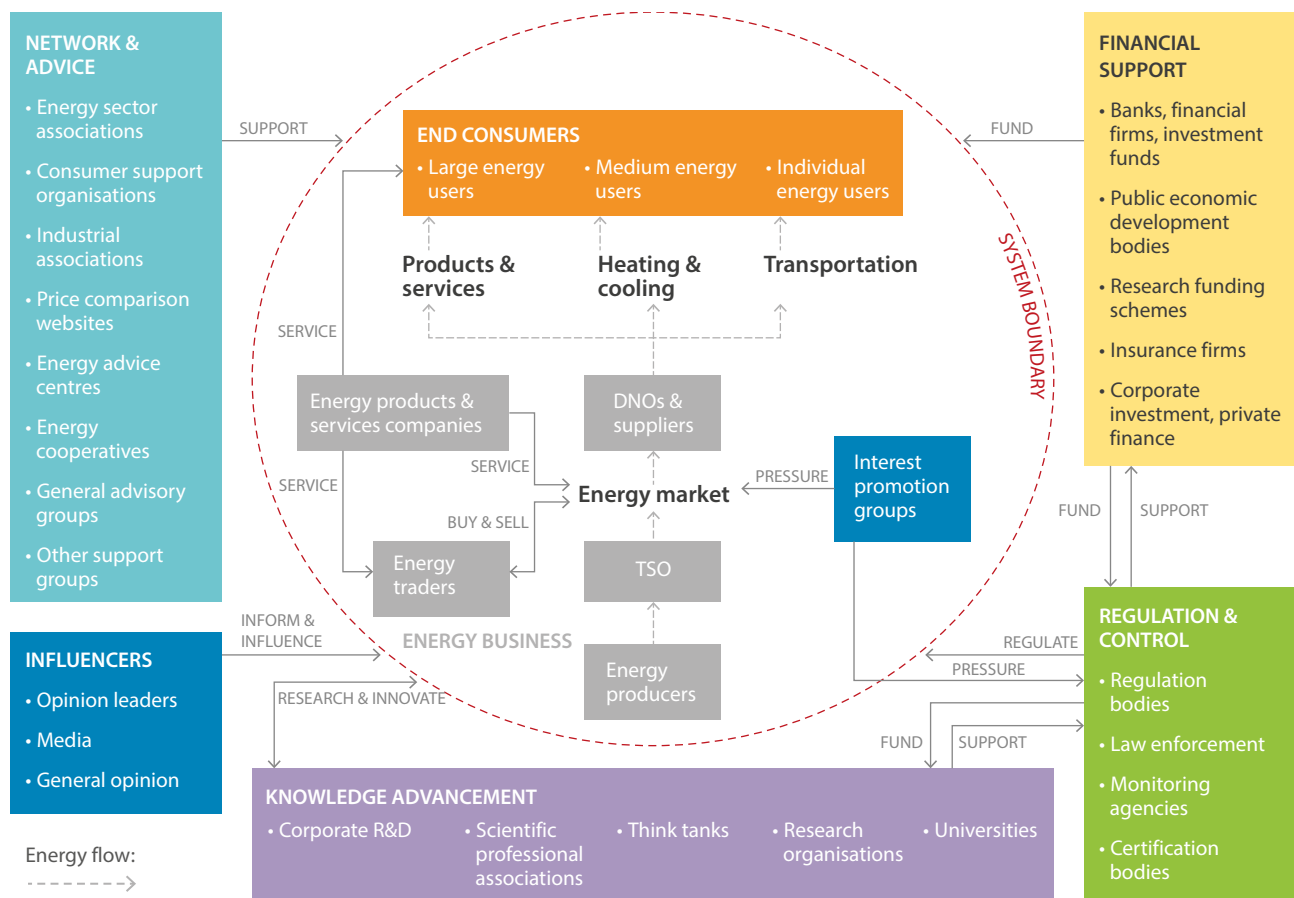 NETWORK &
ADVICE
• Energy sector
associations
• Consumer support
organisations
• Industrial
associations
• Price comparison
websites
• Energy advice
centres
• Energy
cooperatives
• General advisory
groups
• Other support
groups
SUPPORT
END CONSUMERS
• Large energy
users
• Medium energy
users
• Individual
energy users
FUND
FINANCIAL
SUPPORT
• Banks, financial
firms, investment
funds
• Public economic
development
bodies
• Research funding
schemes
• Insurance firms
• Corporate
investment, private
finance
SYSTEM BOUNDARY
Products &
services
Heating &
cooling
Transportation
SERVICE
Energy products &
services companies
DNOs &
suppliers
SERVICE
SERVICE
Energy market
PRESSURE
Interest
promotion
groups
BUY & SELL
Energy
traders
TSO
ENERGY BUSINESS
Energy
producers
FUND
SUPPORT
INFORM &
INFLUENCE
INFLUENCERS
• Opinion leaders
• Media
• General opinion
RESEARCH & INNOVATE
REGULATE
PRESSURE
FUND
SUPPORT
REGULATION &
CONTROL
• Regulation
bodies
• Law enforcement
• Monitoring
agencies
• Certification
bodies
KNOWLEDGE ADVANCEMENT
• Corporate R&D
• Scientific
professional
associations
• Think tanks
• Research
organisations
• Universities
Energy flow: